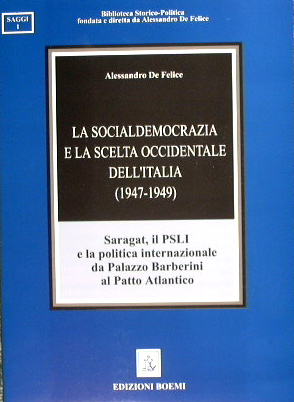 Biblioteca Storico-Politica
fondata e diretta da Alessandro De Felice
SAGGI
1
Alessandro De Felice
LA SOCIALDEMOCRAZIA
E LA SCELTA OCCIDENTALE
DELL'ITALIA
(1947-1949)
Saragat, il PSLI
e la politica internazionale
da Palazzo Barberini
al Patto Atlantico
EDIZIONI BOEMI